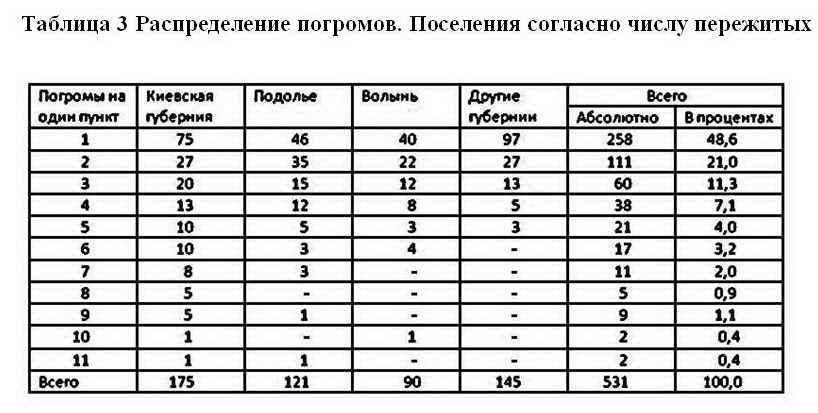 Таблица 3 Распределение погромов. Поселения согласно числу пережитых
Погромы на один пункт Киевская губерния Подолье Волынь Другие губернии Всего
Абсолютно В процентах
1 75 46 40 97 258 48,6
2 27 35 22 27 111 21,0
3 20 15 12 13 60 11,3
4 13 12 8 5 38 7,1
5 10 5 3 3 21 4,0
6 10 3 4 - 17 3,2
7 8 3 - - 11 2,0
8 5 - - - 5 0,9
9 5 1 - - 9 1,1
10 1 - 1 - 2 0,4
11 1 1 - - 2 0,4
Всего 175 121 90 145 531 100,0